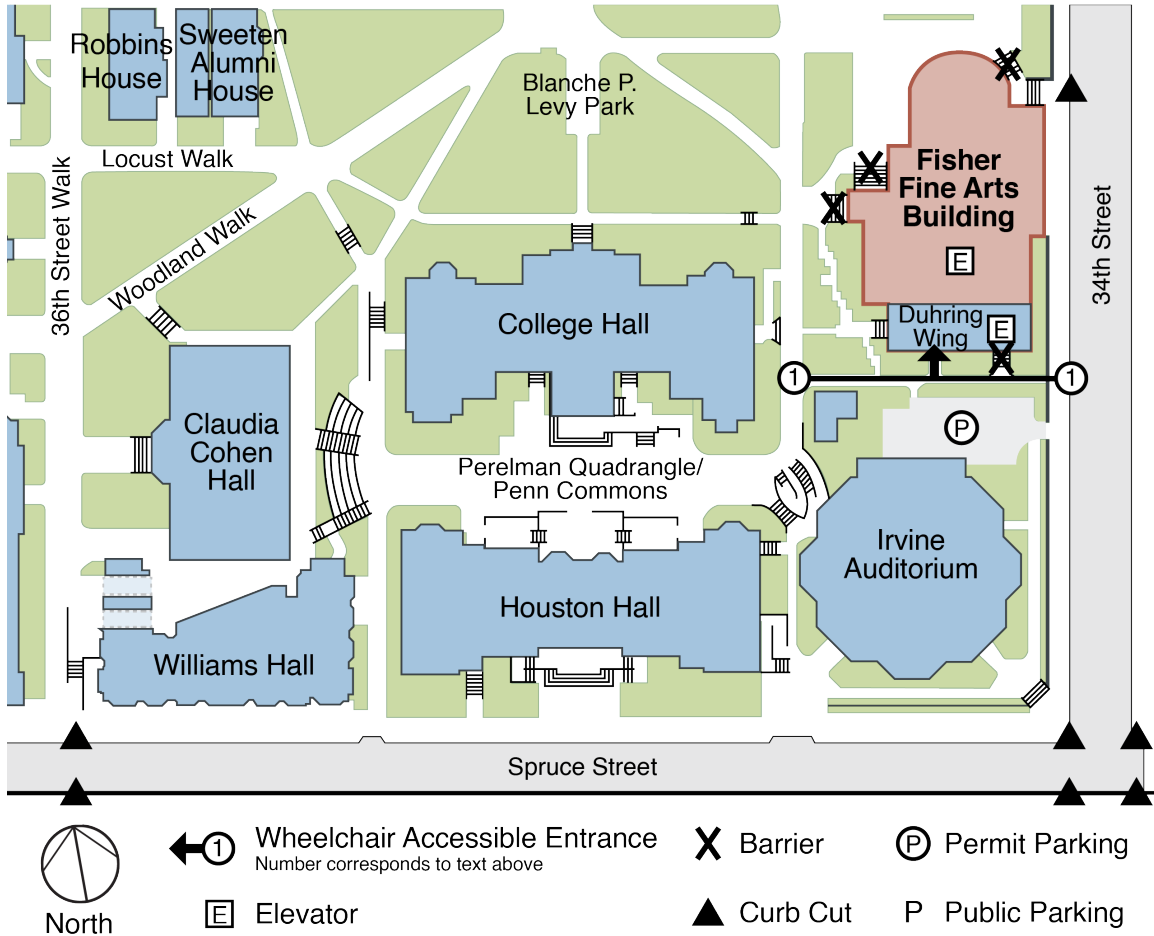 Robbins
House
Sweeten
Alumni
House
Blanche P.
Levy Park
Locust Walk
36th Street Walk
Woodland Walk
Fisher
Fine Arts
Building
E
34th Street
College Hall
Duhring
Wing
E
1
1
P
Claudia
Cohen
Hall
Perelman Quadrangle/
Penn Commons
Irvine
Auditorium
Houston Hall
Williams Hall
Spruce Street
North
1
Wheelchair Accessible Entrance
Number corresponds to text above
E
Elevator
Barrier
Curb Cut
P
Permit Parking
P
Public Parking